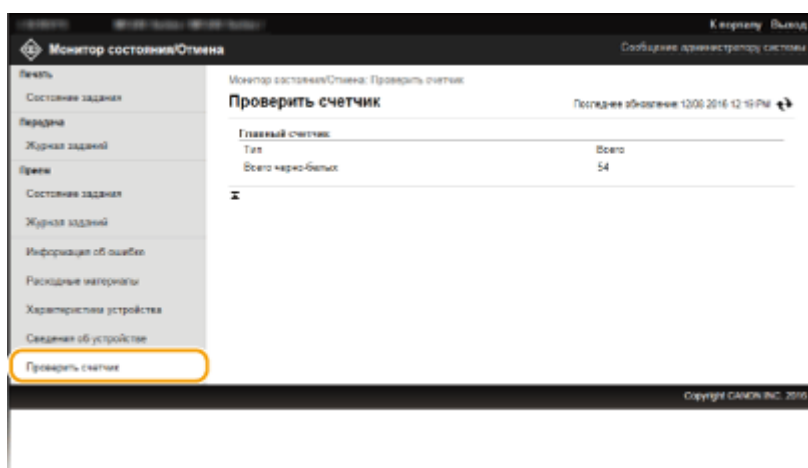 К порталу Выход
Монитор состояния/Отмена
Сообщение администратору системы
Печать
Состояние задания
Передача
Журнал заданий
Прием
Состояние задания
Журнал заданий
Информация об ошибке
Расходные материалы
Характеристики устройства
Сведения об устройстве
Проверить счетчик
Монитор состояния/Отмена: Проверить счетчик
Проверить счетчик
Последнее обновление: 12/08 2016 12:19 PM
Главный счетчик
Тип Всего
Всего черно-белых 54
Copyright CANON INC. 2016